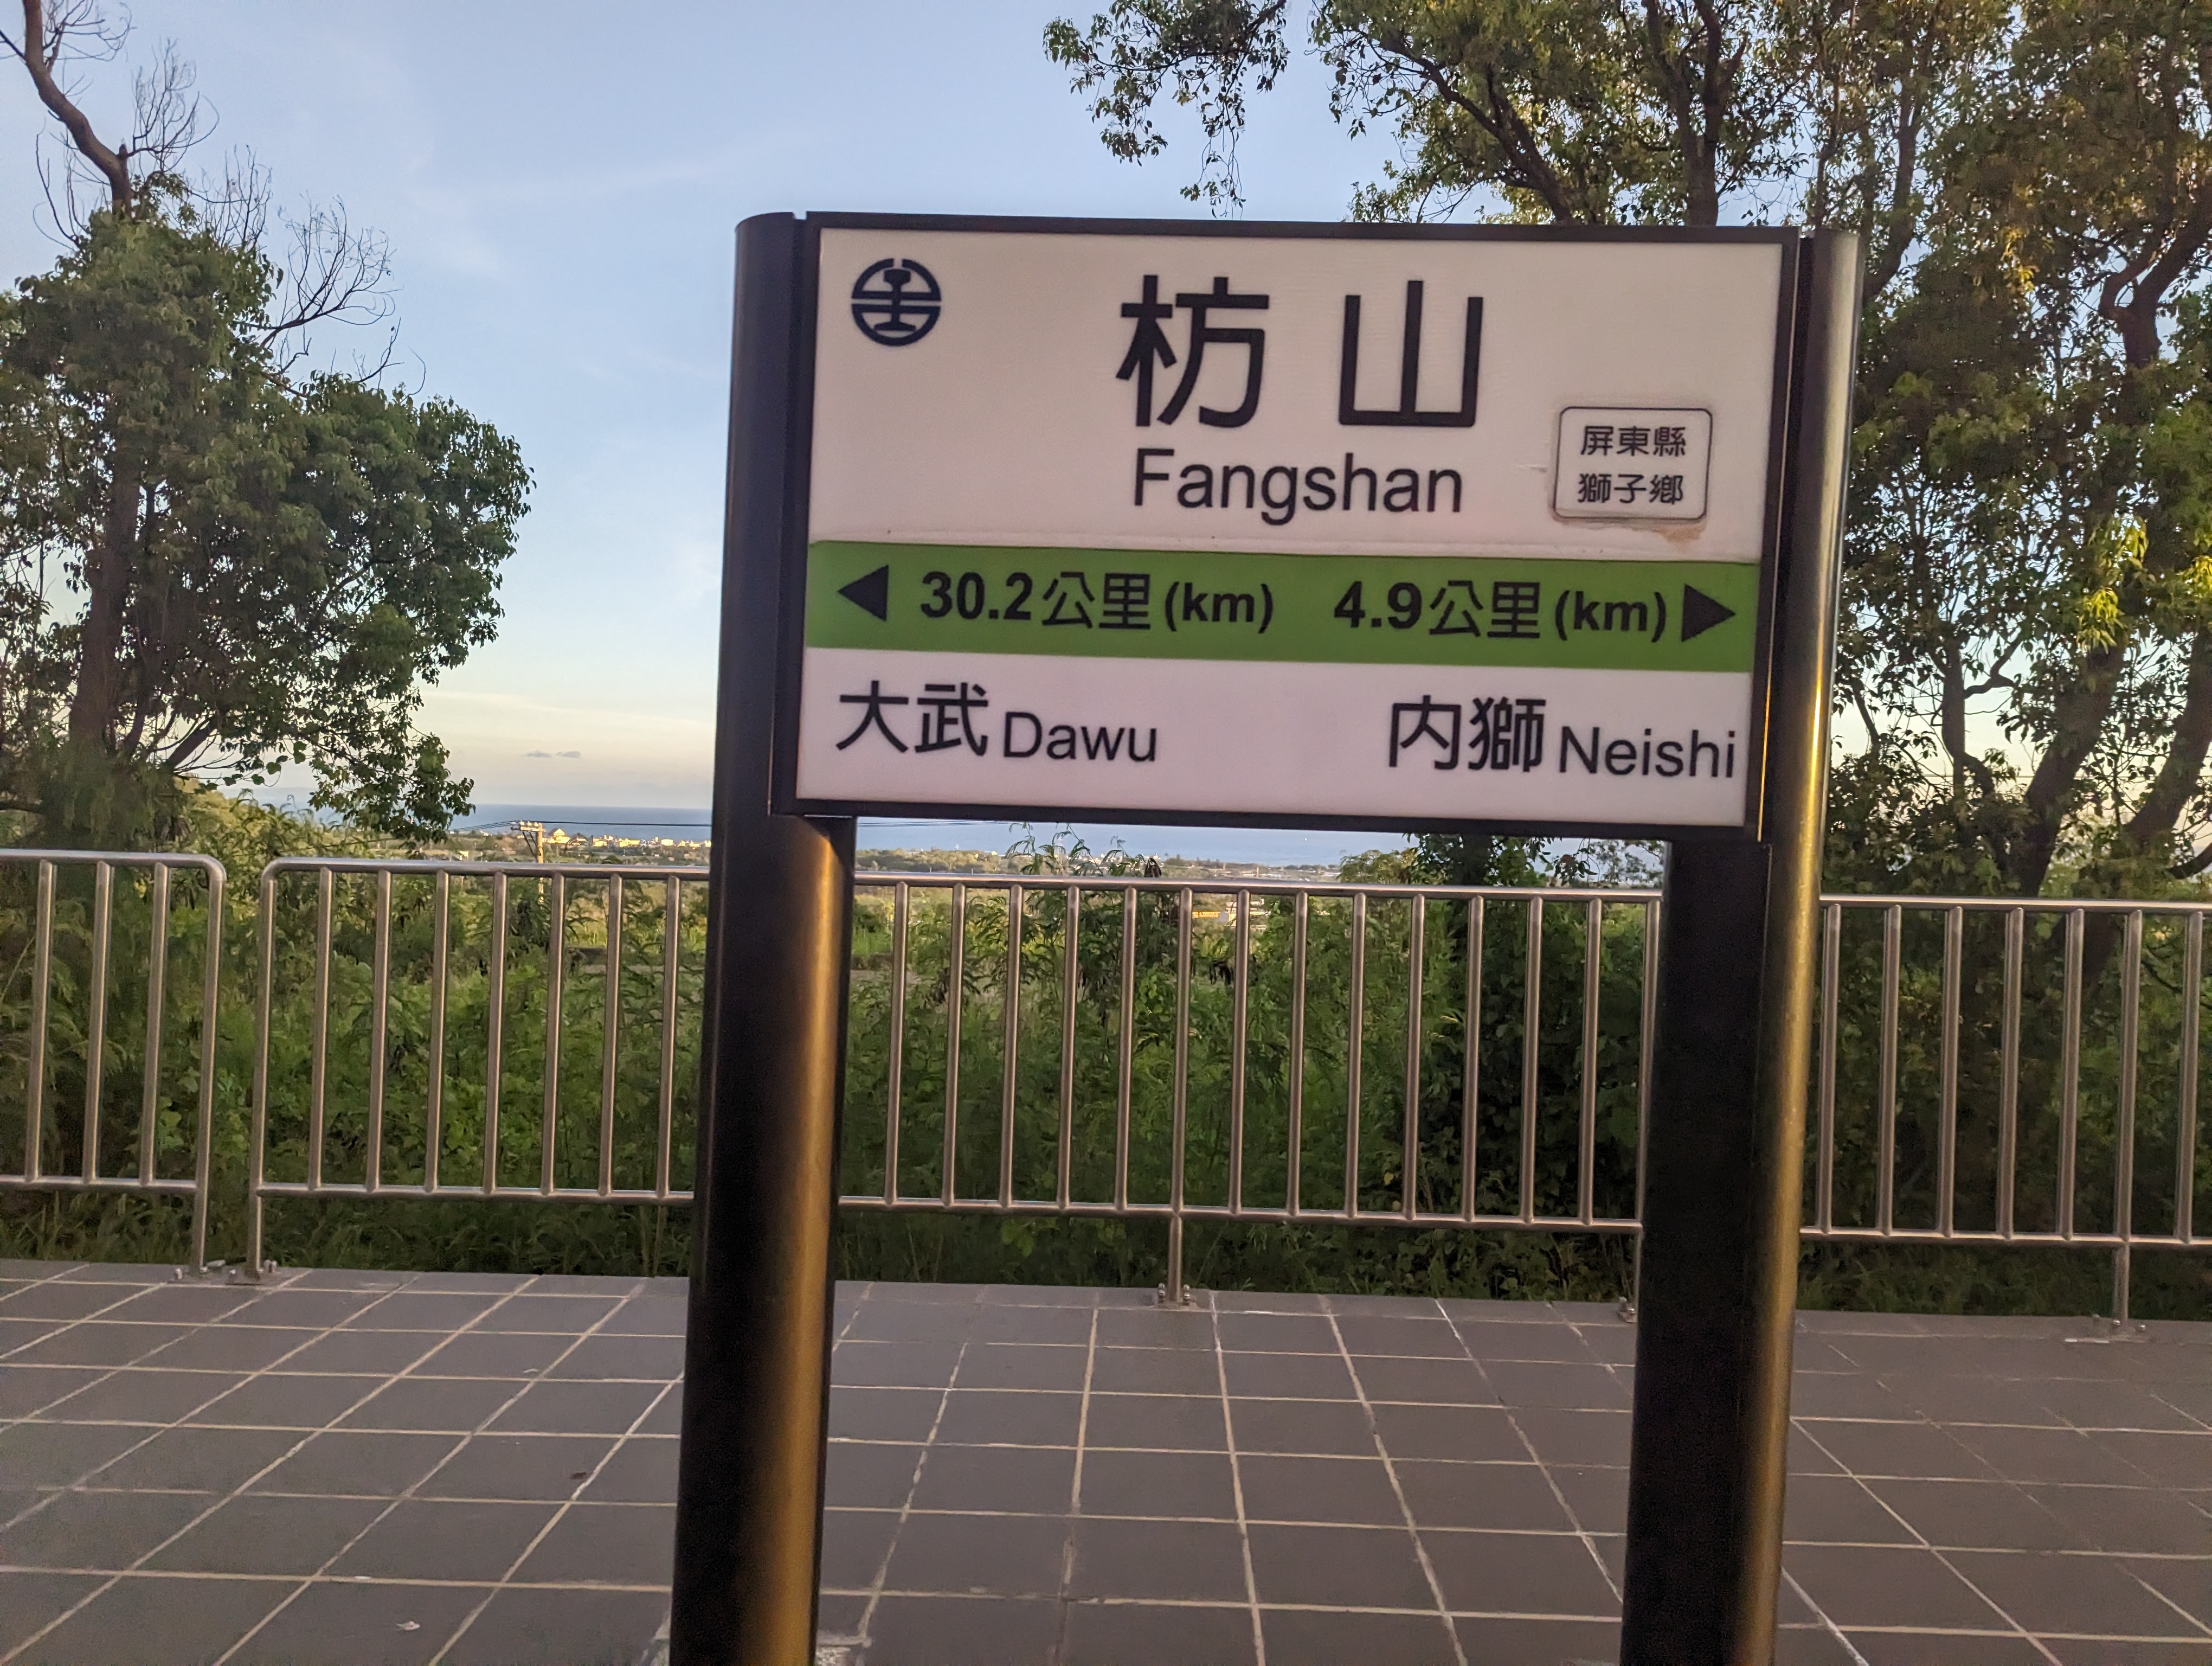 枋山
Fangshan
屏東縣
獅子鄉
30.2公里(km) 4.9公里(km)
大武 Dawu 内獅 Neishi